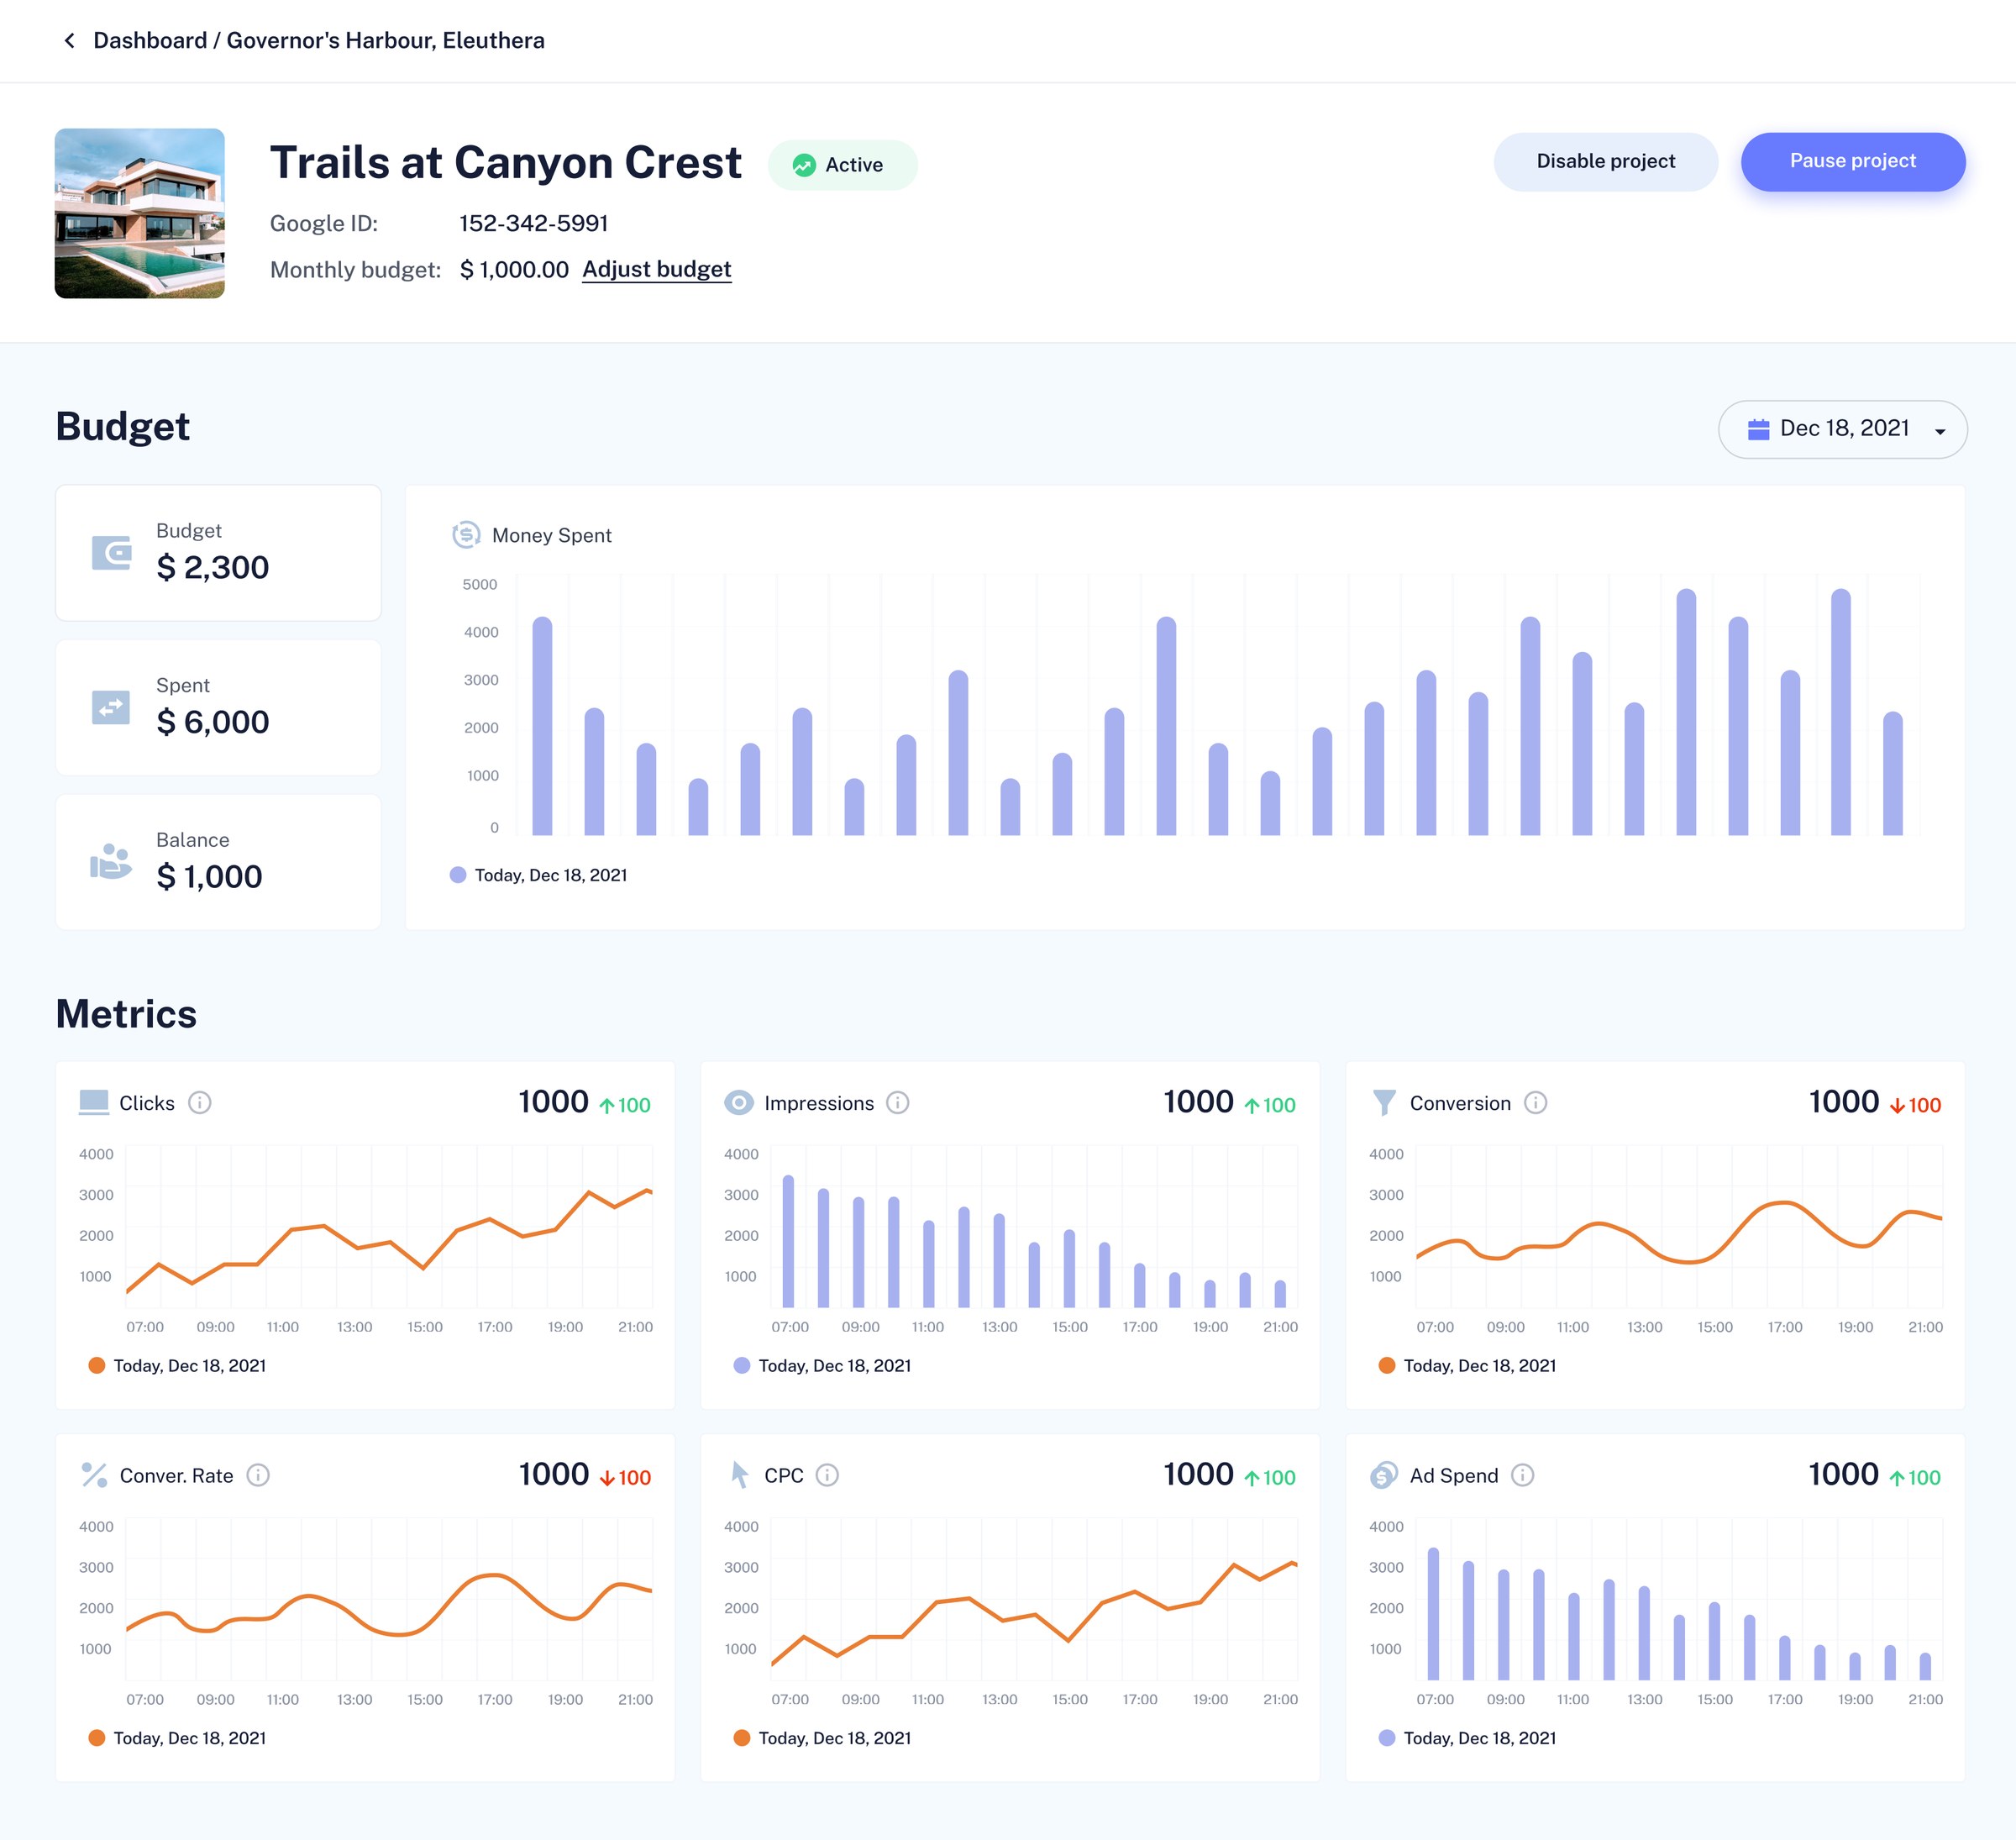 Dashboard / Governor's Harbour, Eleuthera
Trails at Canyon Crest
Active
Disable project
Pause project
Google ID: 152-342-5991
Monthly budget: $ 1,000.00 Adjust budget
Budget
Dec 18, 2021
Budget
$ 2,300
Spent
$ 6,000
Balance
$ 1,000
Money Spent
5000
4000
3000
2000
1000
0
Today, Dec 18, 2021
Metrics
Clicks
1000 100
4000
3000
2000
1000
07:00 09:00 11:00 13:00 15:00 17:00 19:00 21:00
Today, Dec 18, 2021
Impressions
1000 100
4000
3000
2000
1000
07:00 09:00 11:00 13:00 15:00 17:00 19:00 21:00
Today, Dec 18, 2021
Conversion
1000 100
4000
3000
2000
1000
07:00 09:00 11:00 13:00 15:00 17:00 19:00 21:00
Today, Dec 18, 2021
Conver. Rate
1000 100
4000
3000
2000
1000
07:00 09:00 11:00 13:00 15:00 17:00 19:00 21:00
Today, Dec 18, 2021
CPC
1000 100
4000
3000
2000
1000
07:00 09:00 11:00 13:00 15:00 17:00 19:00 21:00
Today, Dec 18, 2021
Ad Spend
1000 100
4000
3000
2000
1000
07:00 09:00 11:00 13:00 15:00 17:00 19:00 21:00
Today, Dec 18, 2021